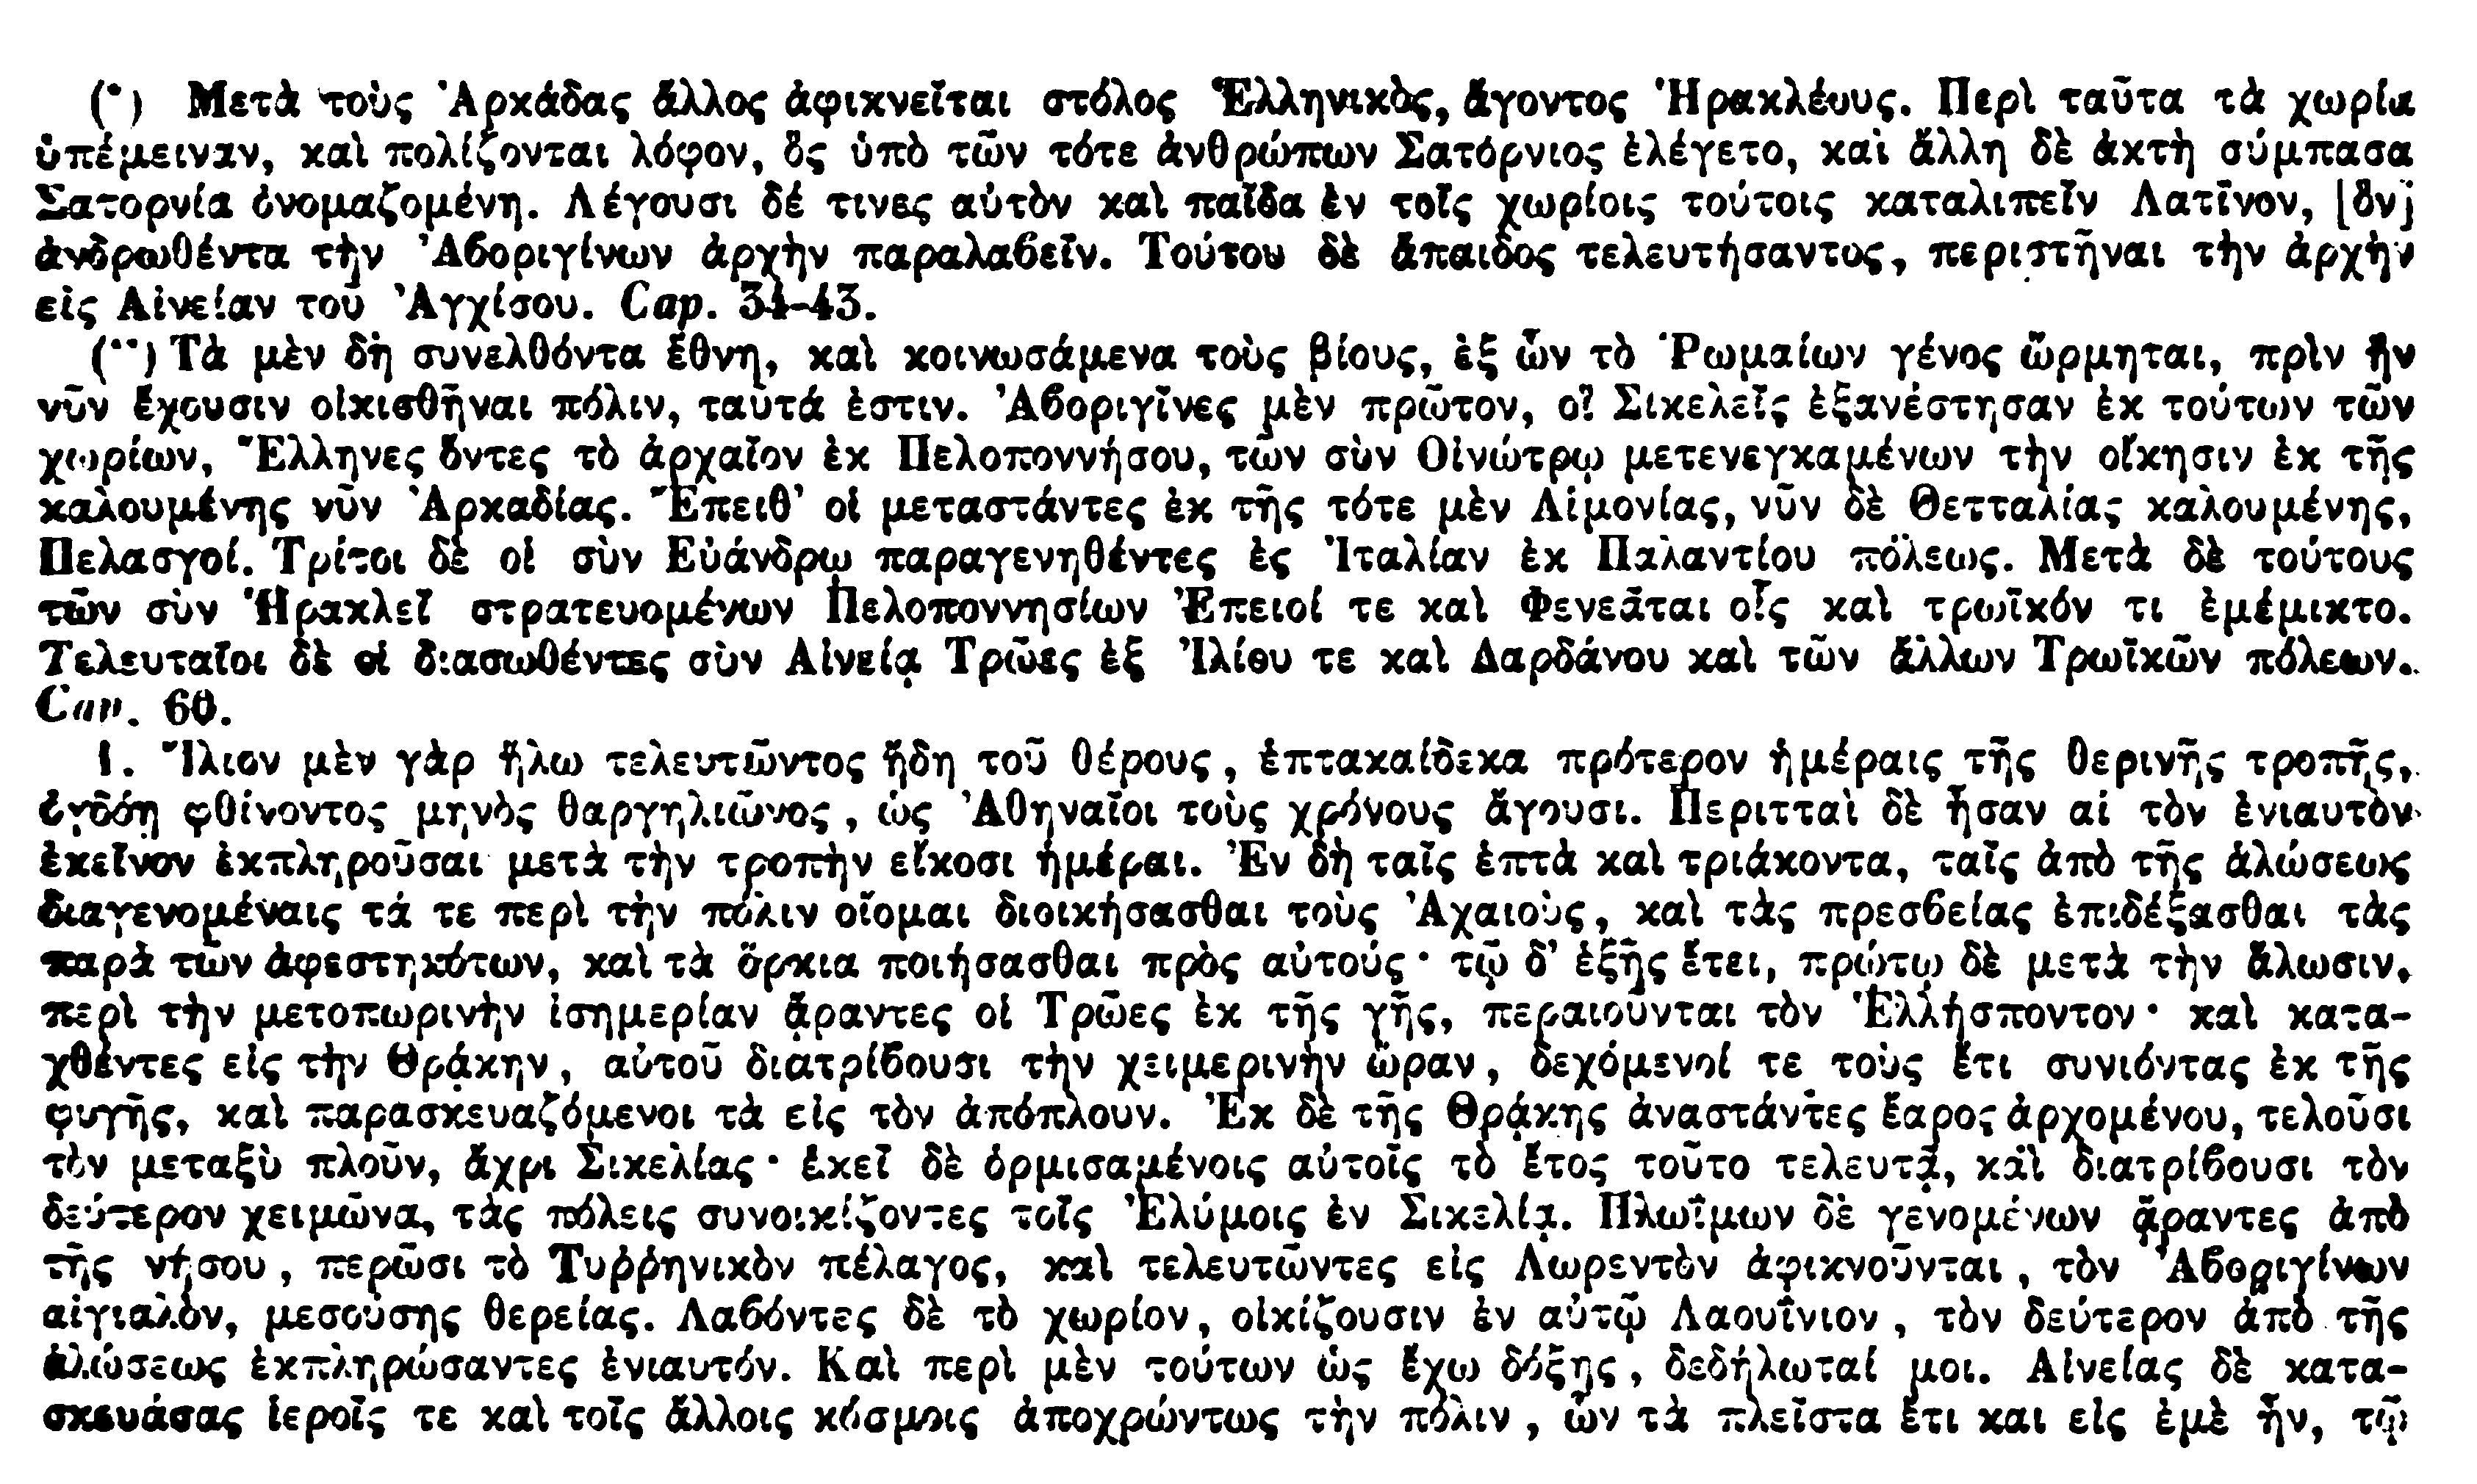 (*) Μετὰ τοὺς Ἀρκάδας ἄλλος ἀφικνεῖται στόλος Ἑλληνικὸς, ἄγοντος Ἡρακλέους. Περὶ ταῦτα τὰ χωρία
ὑπέμειναν, καὶ πολίζονται λόφον, ὃς ὑπὸ τῶν τότε ἀνθρώπων Σατόρνιος ἐλέγετο, καὶ ἄλλη δὲ ἀκτὴ σύμπασα
Σατορνία ὀνομαζομένη. Λέγουσι δέ τινες αὐτὸν καὶ παῖδα ἐν τοῖς χωρίοις τούτοις καταλιπεῖν Λατῖνον, [ὃν]
ἀνδρωθέντα τὴν Ἀϐοριγίνων ἀρχὴν παραλαϐεῖν. Τούτου δὲ ἄπαιδος τελευτήσαντος, περιστῆναι τὴν ἀρχὴν
εἰς Αἰνείαν τοῦ Ἀγχίσου. Cap. 34-43.
(**) Τὰ μὲν δὴ συνελθόντα ἔθνη, καὶ κοινωσάμενα τοὺς βίους, ἐξ ὧν τὸ Ῥωμαίων γένος ὥρμηται, πρὶν ἣν
νῦν ἔχουσιν οἰκισθῆναι πόλιν, ταῦτά ἐστιν. Ἀϐοριγῖνες μὲν πρῶτον, οἳ Σικελεῖς ἐξανέστησαν ἐκ τούτων τῶν
χωρίων, Ἕλληνες ὄντες τὸ ἀρχαῖον ἐκ Πελοποννήσου, τῶν σὺν Οἰνώτρῳ μετενεγκαμένων τὴν οἴκησιν ἐκ τῆς
καλουμένης νῦν Ἀρκαδίας. Ἔπειθ' οἱ μεταστάντες ἐκ τῆς τότε μὲν Αἱμονίας, νῦν δὲ Θετταλίας καλουμένης,
Πελασγοί. Τρίτοι δὲ οἱ σὺν Εὐάνδρῳ παραγενηθέντες ἐς Ἰταλίαν ἐκ Παλαντίου πόλεως. Μετὰ δὲ τούτους
τῶν σὺν Ἡρακλεῖ στρατευομένων Πελοποννησίων Ἐπειοί τε καὶ Φενεᾶται οἷς καὶ τρωϊκόν τι ἐμέμικτο.
Τελευταῖοι δὲ οἱ διασωθέντες σὺν Αἰνείᾳ Τρῶες ἐξ Ἰλίου τε καὶ Δαρδάνου καὶ τῶν ἄλλων Τρωϊκῶν πόλεων.
Cap. 60.
1. Ἴλιον μὲν γὰρ ἥλω τελευτῶντος ἤδη τοῦ θέρους, ἑπτακαίδεκα πρότερον ἡμέραις τῆς θερινῆς τροπῆς,
ὀγδόῃ φθίνοντος μηνὸς θαργηλιῶνος, ὡς Ἀθηναῖοι τοὺς χρόνους ἄγουσι. Περιτταὶ δὲ ἦσαν αἱ τὸν ἐνιαυτὸν
ἐκεῖνον ἐκπληροῦσαι μετὰ τὴν τροπὴν εἴκοσι ἡμέραι. Ἐν δὴ ταῖς ἑπτὰ καὶ τριάκοντα, ταῖς ἀπὸ τῆς ἁλώσεως
διαγενομέναις τά τε περὶ τὴν πόλιν οἴομαι διοικήσασθαι τοὺς Ἀχαιοὺς, καὶ τὰς πρεσϐείας ἐπιδέξασθαι τὰς
παρὰ τῶν ἀφεστηκότων, καὶ τὰ ὅρκια ποιήσασθαι πρὸς αὐτούς· τῷ δ' ἑξῆς ἔτει, πρώτῳ δὲ μετὰ τὴν ἅλωσιν,
περὶ τὴν μετοπωρινὴν ἰσημερίαν ᾄραντες οἱ Τρῶες ἐκ τῆς γῆς, περαιοῦνται τὸν Ἑλλήσποντον· καὶ κατα-
χθέντες εἰς τὴν Θρᾴκην, αὐτοῦ διατρίϐουσι τὴν χειμερινὴν ὥραν, δεχόμενοί τε τοὺς ἔτι συνιόντας ἐκ τῆς
φυγῆς, καὶ παρασκευαζόμενοι τὰ εἰς τὸν ἀπόπλουν. Ἐκ δὲ τῆς Θρᾴκης ἀναστάντες ἔαρος ἀρχομένου, τελοῦσι
τὸν μεταξὺ πλοῦν, ἄχρι Σικελίας· ἐκεῖ δὲ ὁρμισαμένοις αὐτοῖς τὸ ἔτος τοῦτο τελευτᾷ, καὶ διατρίϐουσι τὸν
δεύτερον χειμῶνα, τὰς πόλεις συνοικίζοντες τοῖς Ἐλύμοις ἐν Σικελίᾳ. Πλωΐμων δὲ γενομένων ᾄραντες ἀπὸ
τῆς νήσου, περῶσι τὸ Τυῤῥηνικὸν πέλαγος, καὶ τελευτῶντες εἰς Λωρεντὸν ἀφικνοῦνται, τὸν Ἀϐοριγίνων
αἰγιαλὸν, μεσούσης θερείας. Λαϐόντες δὲ τὸ χωρίον, οἰκίζουσιν ἐν αὐτῷ Λαουΐνιον, τὸν δεύτερον ἀπὸ τῆς
ἁλώσεως ἐκπληρώσαντες ἐνιαυτόν. Καὶ περὶ μὲν τούτων ὡς ἔχω δόξης, δεδήλωταί μοι. Αἰνείας δὲ κατα-
σκευάσας ἱεροῖς τε καὶ τοῖς ἄλλοις κόσμοις ἀποχρώντως τὴν πόλιν, ὧν τὰ πλεῖστα ἔτι και εἰς ἐμὲ ἦν, τῷ